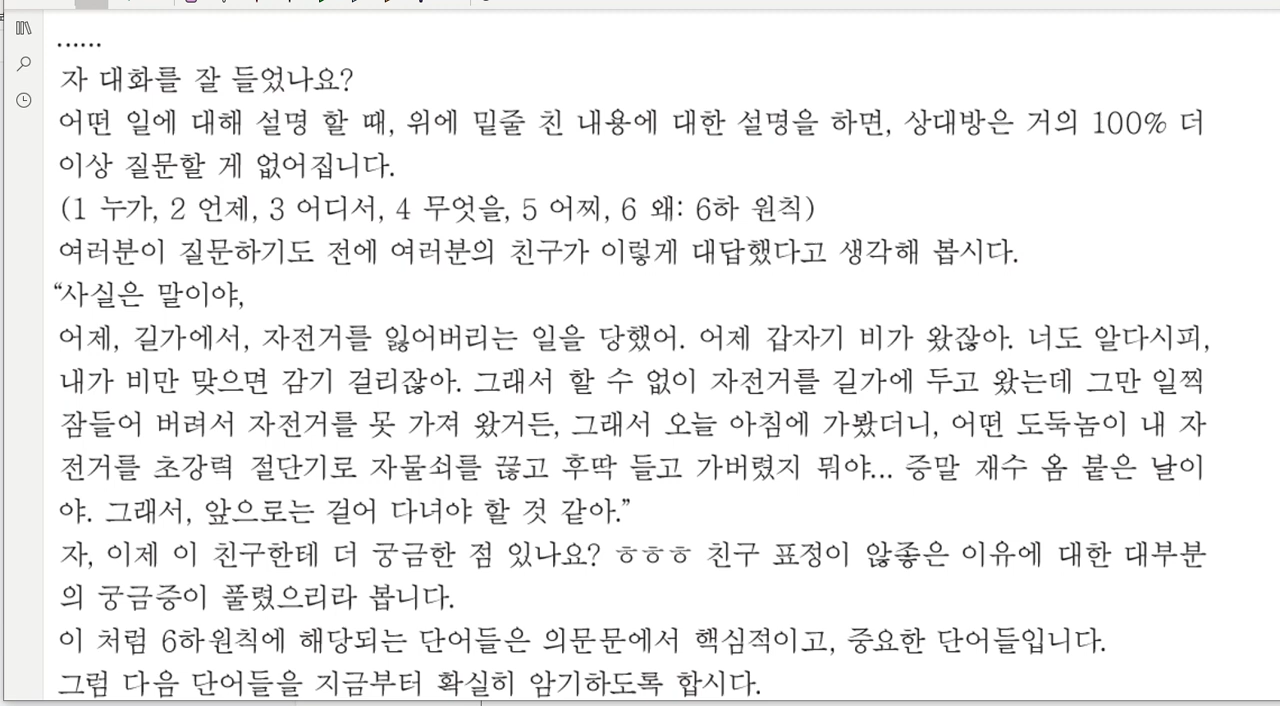 ......
자 대화를 잘 들었나요?
어떤 일에 대해 설명 할 때, 위에 밑줄 친 내용에 대한 설명을 하면, 상대방은 거의 100% 더
이상 질문할 게 없어집니다.
(1 누가, 2 언제, 3 어디서, 4 무엇을, 5 어찌, 6 왜: 6하 원칙)
여러분이 질문하기도 전에 여러분의 친구가 이렇게 대답했다고 생각해 봅시다.
“사실은 말이야,
어제, 길가에서, 자전거를 잃어버리는 일을 당했어. 어제 갑자기 비가 왔잖아. 너도 알다시피,
내가 비만 맞으면 감기 걸리잖아. 그래서 할 수 없이 자전거를 길가에 두고 왔는데 그만 일찍
잠들어 버려서 자전거를 못 가져 왔거든, 그래서 오늘 아침에 가봤더니, 어떤 도둑놈이 내 자
전거를 초강력 절단기로 자물쇠를 끊고 후딱 들고 가버렸지 뭐야... 증말 재수 옴 붙은 날이
야. 그래서, 앞으로는 걸어 다녀야 할 것 같아.”
자, 이제 이 친구한테 더 궁금한 점 있나요? ㅎㅎㅎ 친구 표정이 않좋은 이유에 대한 대부분
의 궁금증이 풀렸으리라 봅니다.
이 처럼 6하원칙에 해당되는 단어들은 의문문에서 핵심적이고, 중요한 단어들입니다.
그럼 다음 단어들을 지금부터 확실히 암기하도록 합시다.